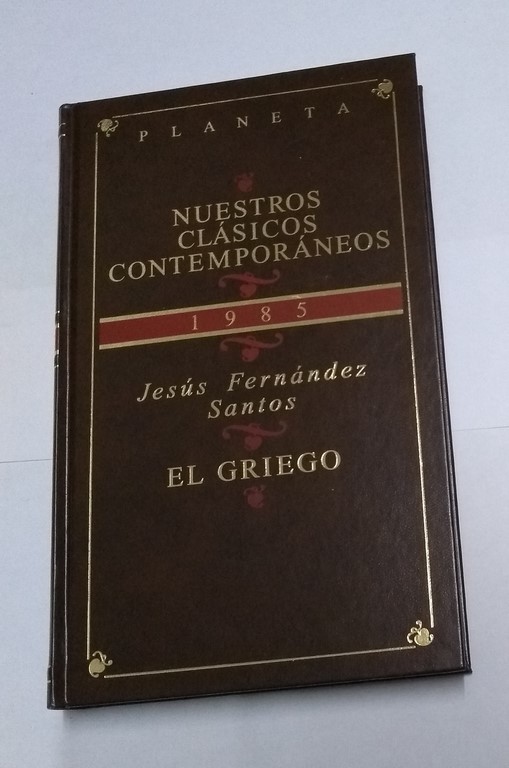 PLANETA
NUESTROS
CLÁSICOS
CONTEMPORÁNEOS
1985
Jesús Fernández
Santos
EL GRIEGO